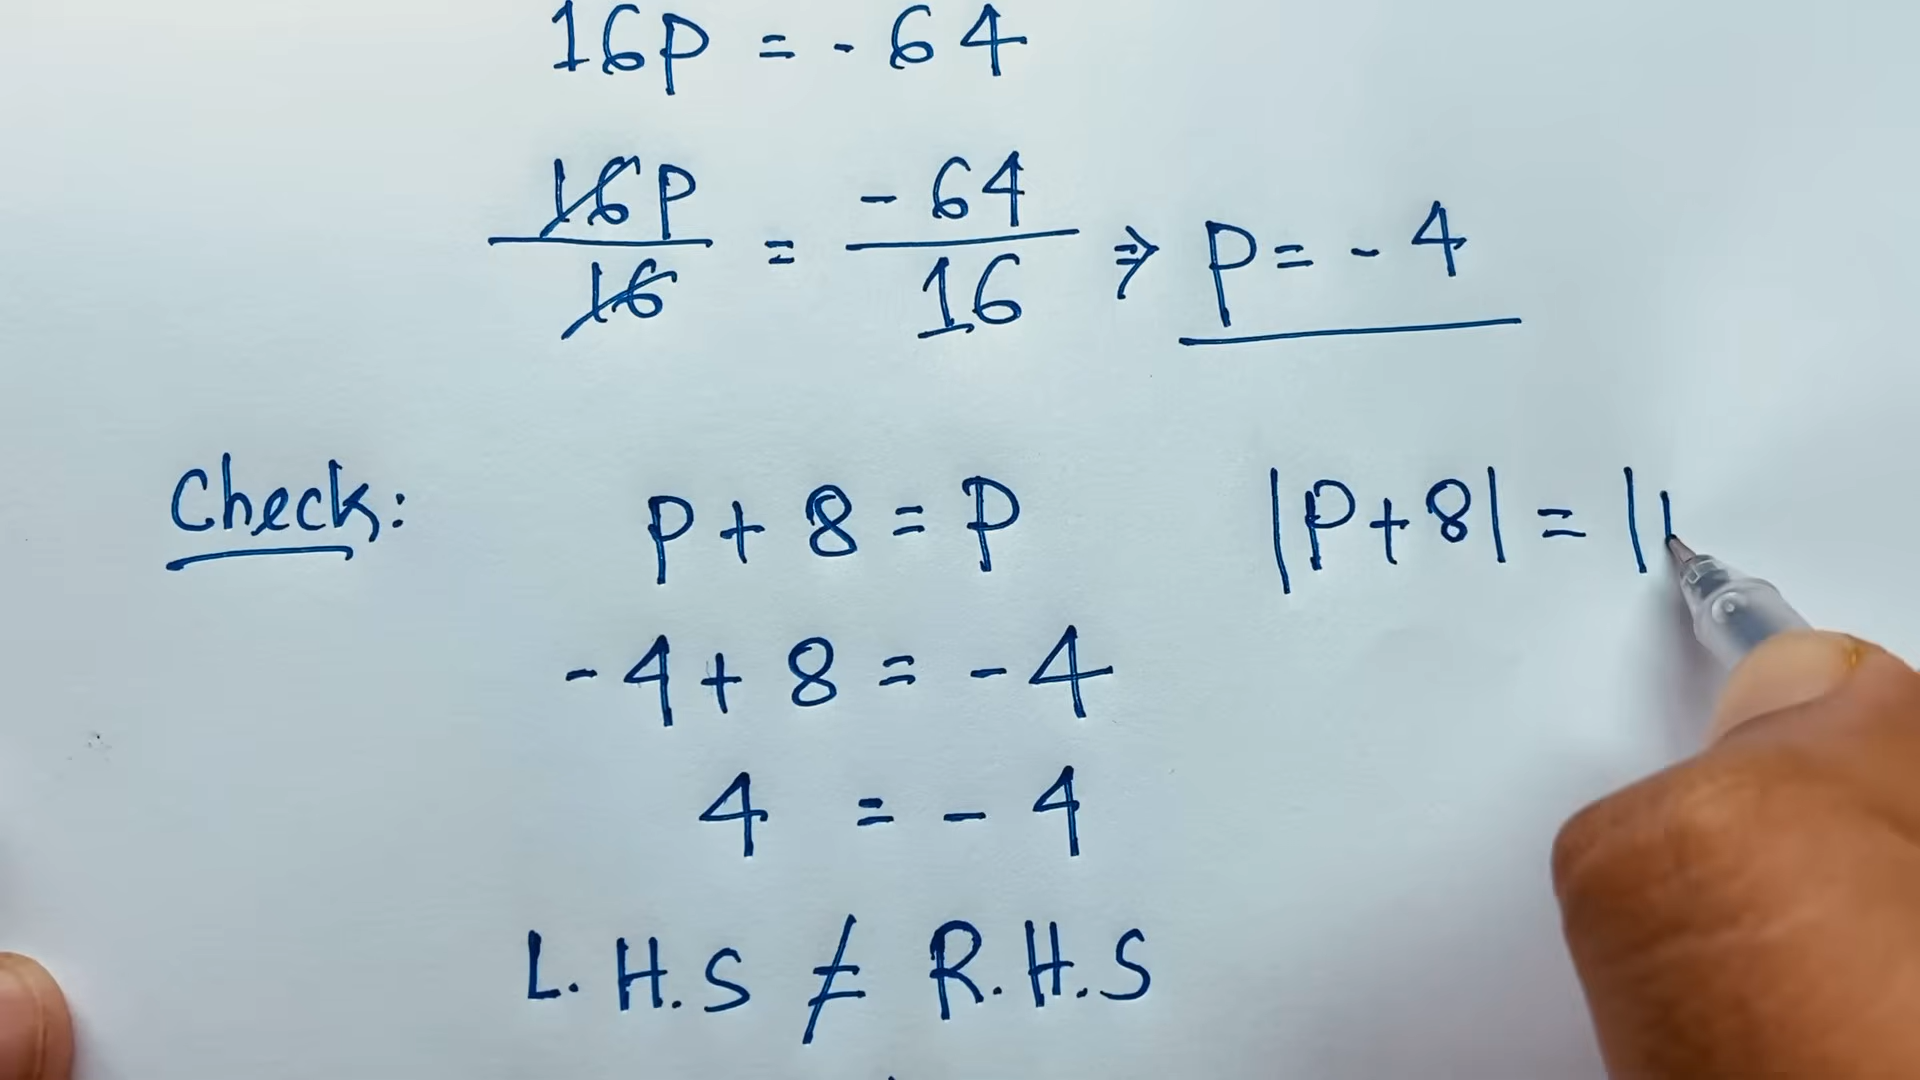 16P = - 64
16P/16 = - 64/16 ⇒ P = - 4
Check: P + 8 = P |P + 8| = |
- 4 + 8 = - 4
4 = - 4
L.H.S ≠ R.H.S